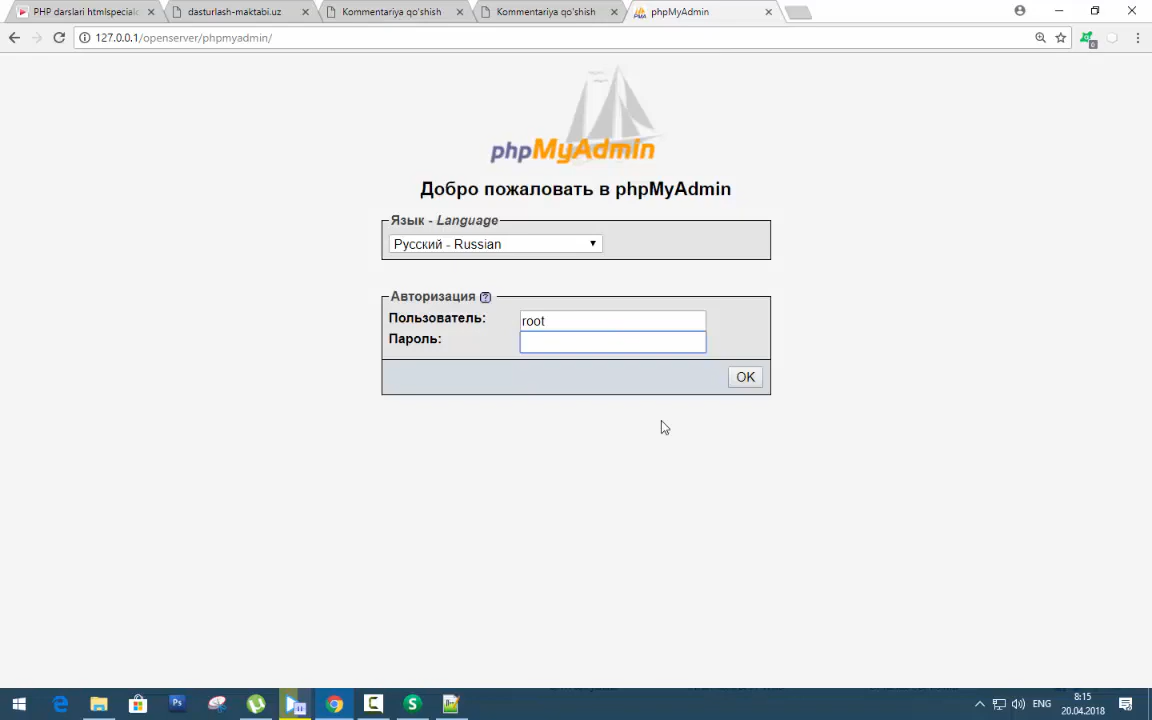 PHP darslari htmlspecialc
dasturlash-maktabi.uz
Kommentariya qo'shish
Kommentariya qo'shish
phpMyAdmin
127.0.0.1/openserver/phpmyadmin/
phpMyAdmin
Добро пожаловать в phpMyAdmin
Язык - Language
Русский - Russian
Авторизация
Пользователь:
root
Пароль:
OK
ENG
8:15
20.04.2018